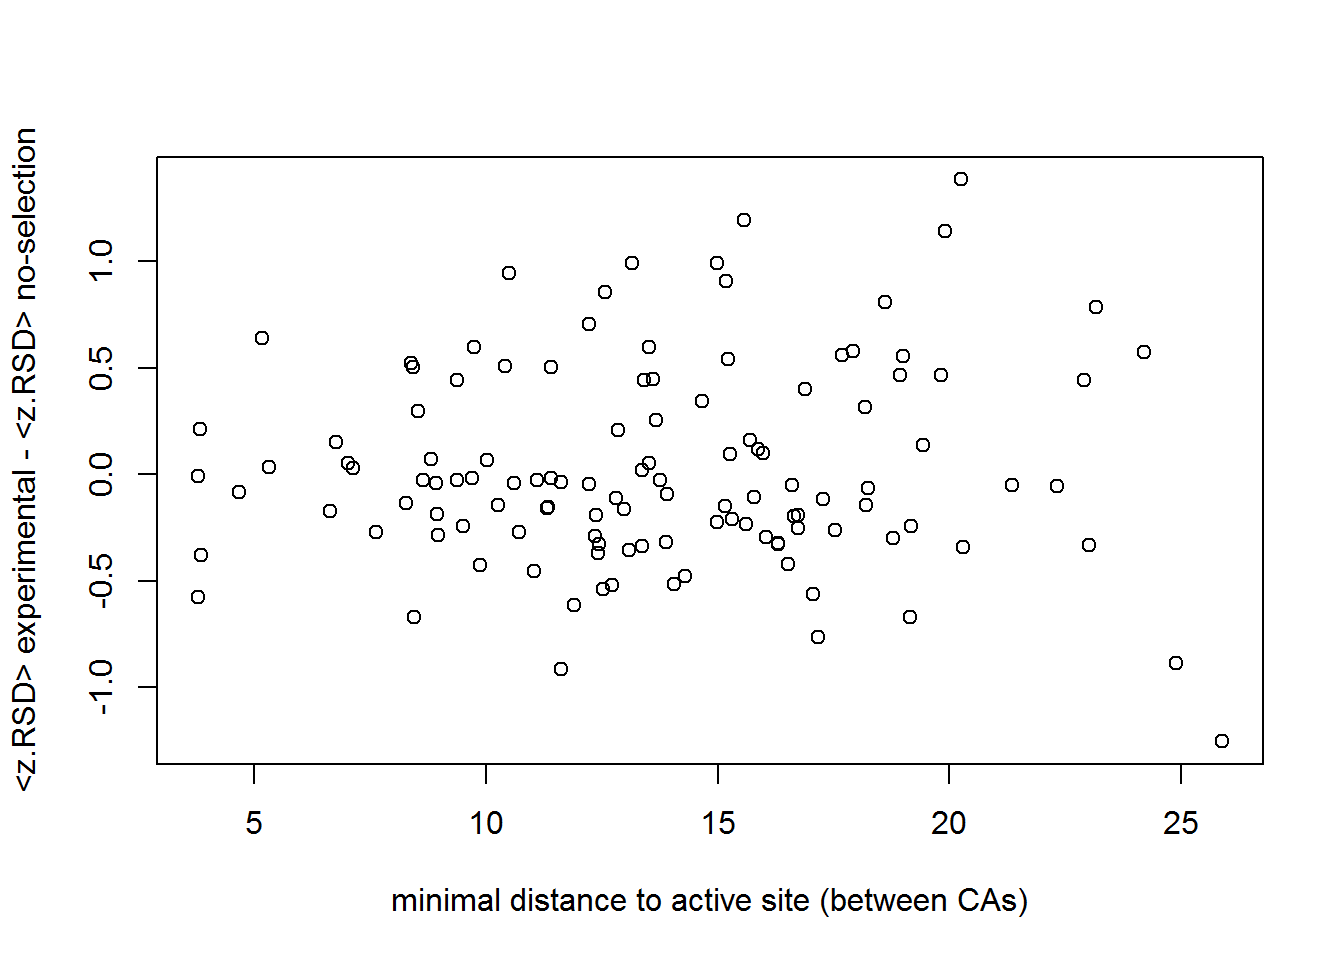 <z.RSD> experimental - <z.RSD> no-selection
1.0
0.5
0.0
-0.5
-1.0
5 10 15 20 25
minimal distance to active site (between CAs)